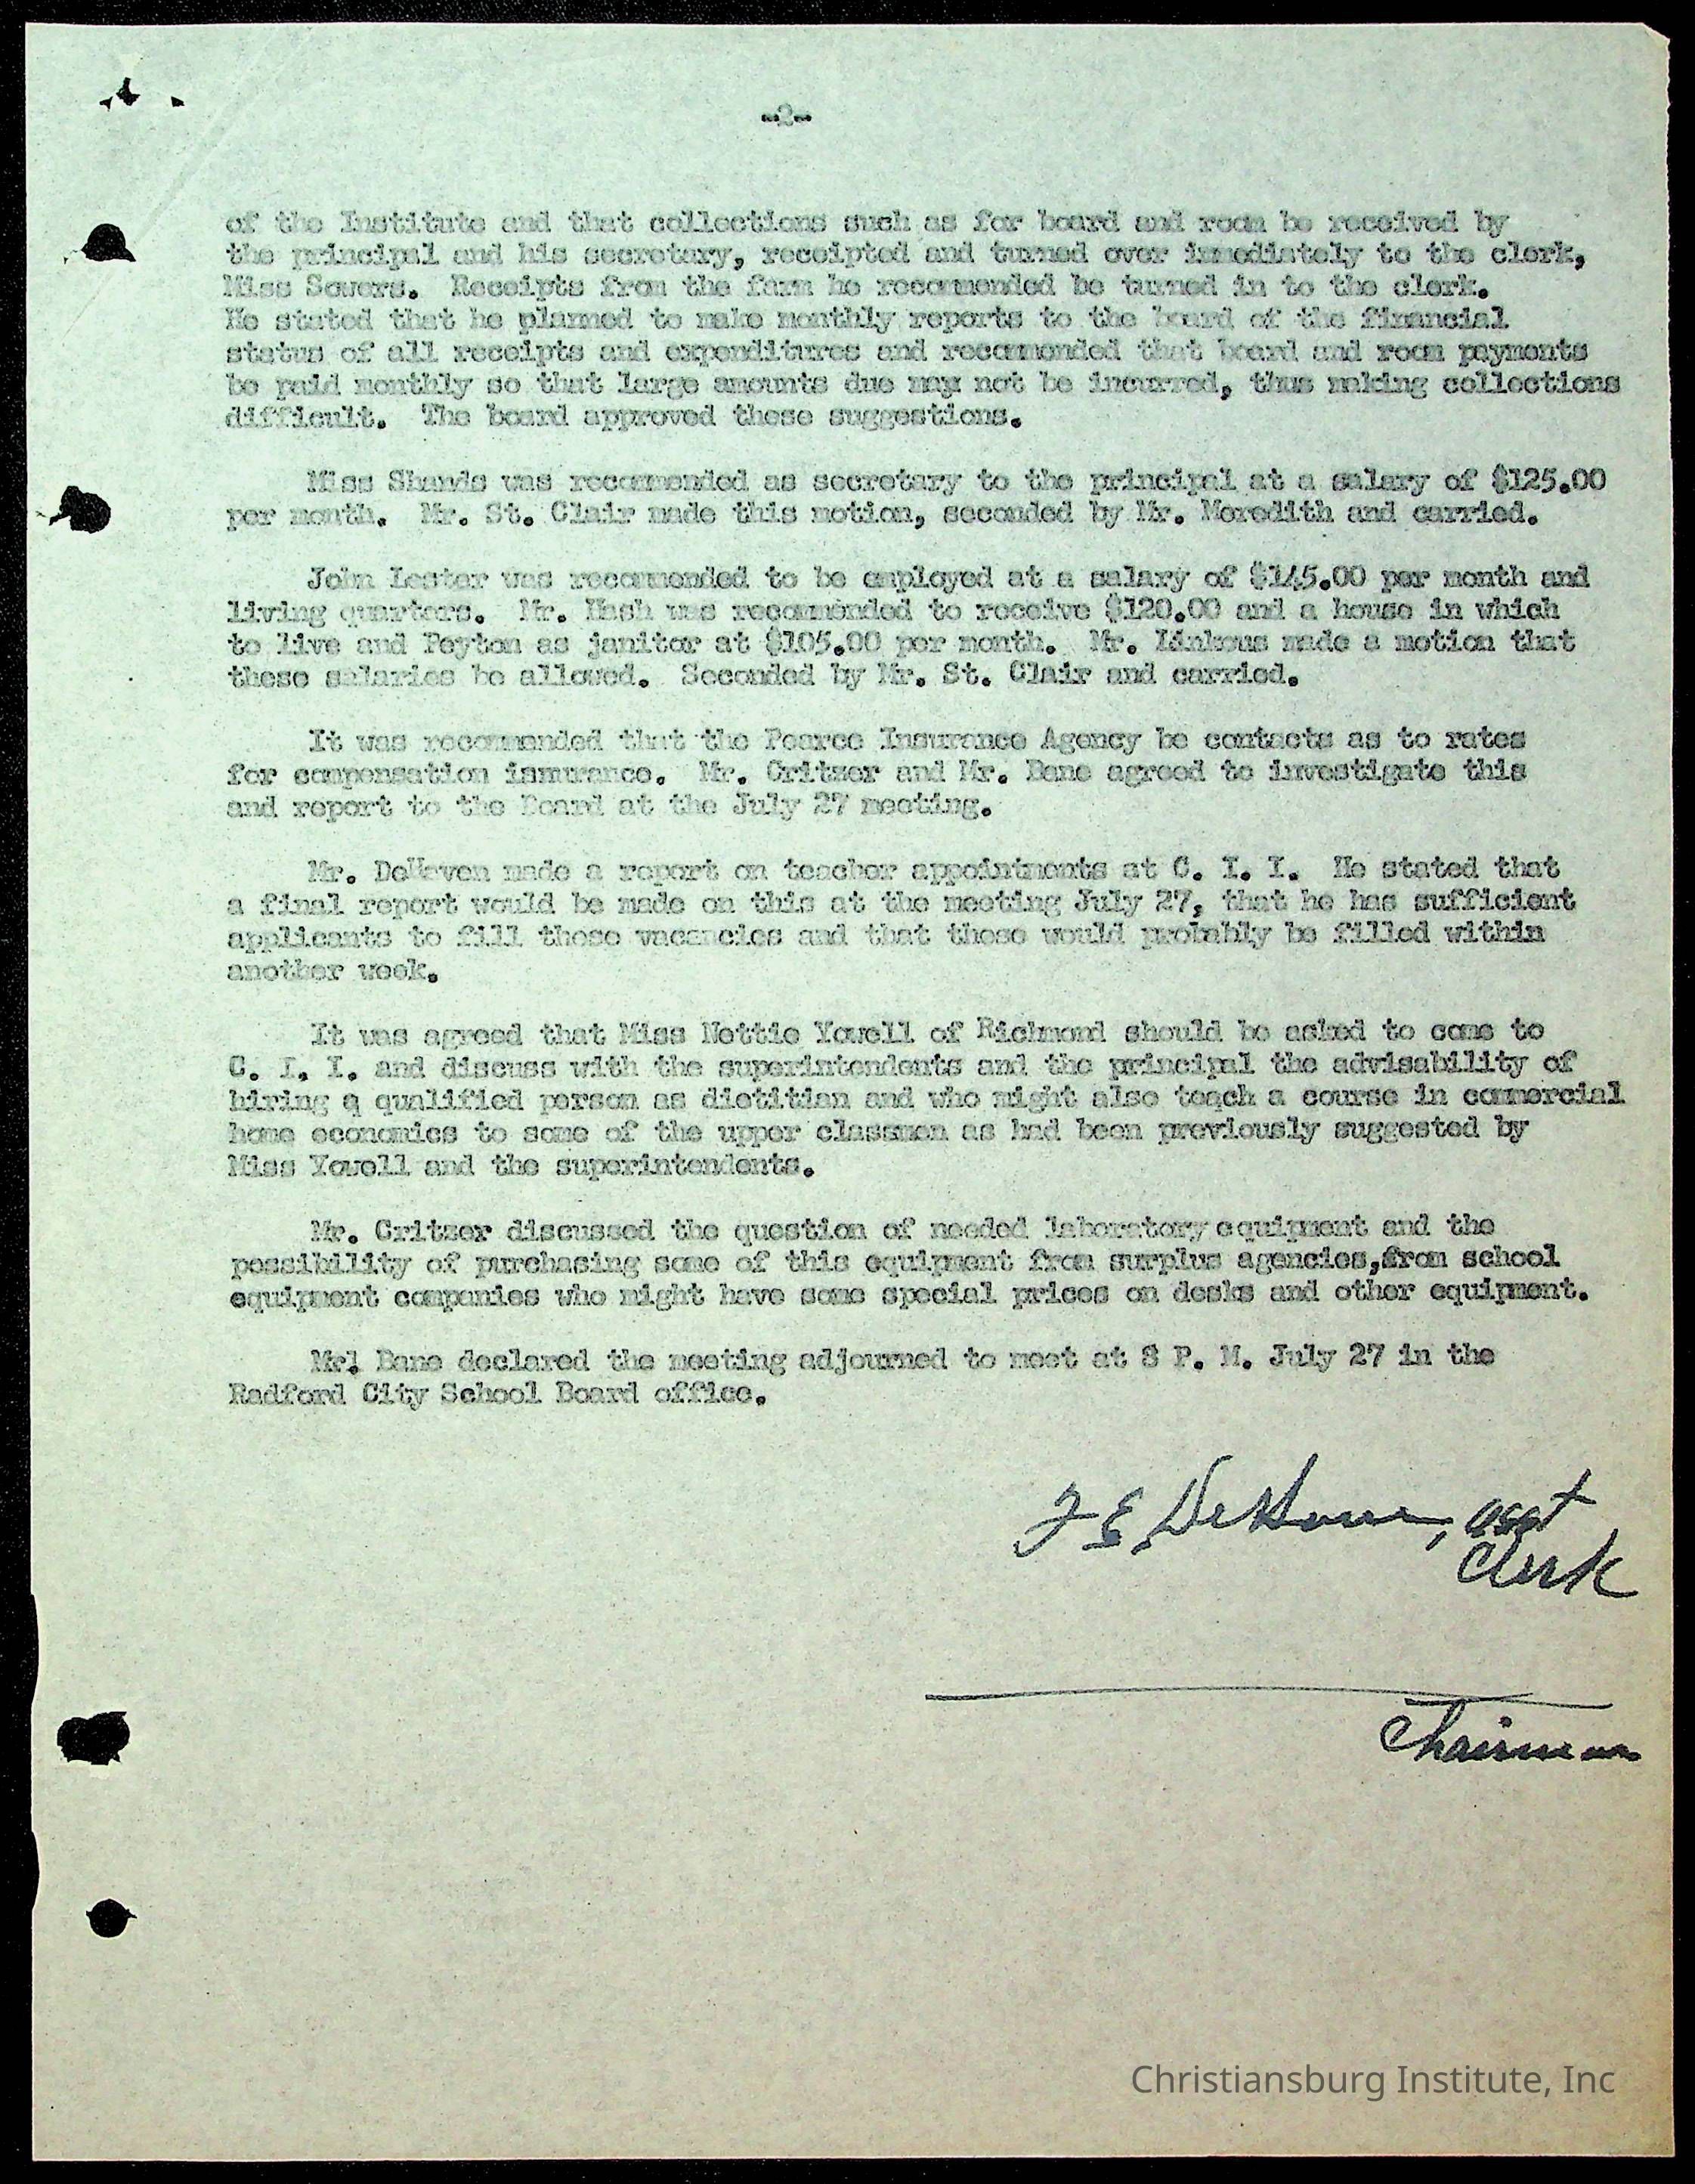 -2-
of the Institute and that collections such as for board and room be received by
the principal and his secretary, receipted and turned over immediately to the clerk,
Miss Sowers. Receipts from the farm he recommended be turned in to the clerk.
He stated that he planned to make monthly reports to the board of the financial
status of all receipts and expenditures and recommended that board and room payments
be paid monthly so that large amounts due may not be incurred, thus making collections
difficult. The board approved these suggestions.
Miss Shands was recommended as secretary to the principal at a salary of $125.00
per month. Mr. St. Clair made this motion, seconded by Mr. Meredith and carried.
John Lester was recommended to be employed at a salary of $145.00 per month and
living quarters. Mr. Nash was recommended to receive $120.00 and a house in which
to live and Peyton as janitor at $105.00 per month. Mr. Linkous made a motion that
these salaries be allowed. Seconded by Mr. St. Clair and carried.
It was recommended that the Pearce Insurance Agency be contacts as to rates
for compensation insurance. Mr. Critzer and Mr. Bane agreed to investigate this
and report to the Board at the July 27 meeting.
Mr. DeHaven made a report on teacher appointments at C. I. I. He stated that
a final report would be made on this at the meeting July 27, that he has sufficient
applicants to fill these vacancies and that these would probably be filled within
another week.
It was agreed that Miss Nettie Yowell of Richmond should be asked to come to
C. I. I. and discuss with the superintendents and the principal the advisability of
hiring a qualified person as dietitian and who might also teach a course in commercial
home economics to some of the upper classmen as had been previously suggested by
Miss Yowell and the superintendents.
Mr. Critzer discussed the question of needed laboratory equipment and the
possibility of purchasing some of this equipment from surplus agencies,from school
equipment companies who might have some special prices on desks and other equipment.
Mr. Bane declared the meeting adjourned to meet at 8 P. M. July 27 in the
Radford City School Board office.
F E DeHaven, asst
Clerk
Chairman
Christiansburg Institute, Inc